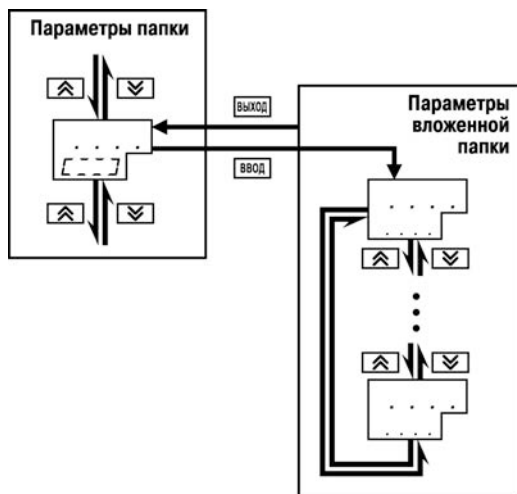 Параметры папки
ВЫХОД
ВВОД
Параметры
вложенной
папки